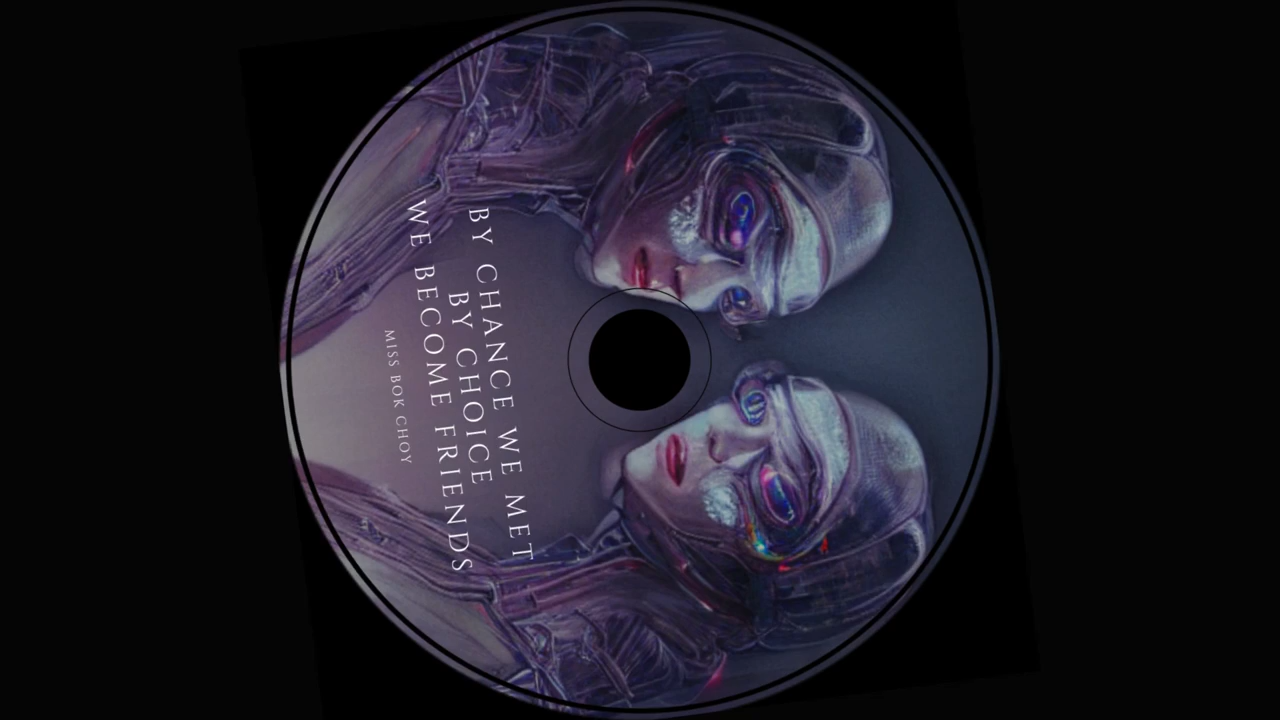 BY CHANCE WE MET
BY CHOICE
WE BECOME FRIENDS
MISS BOK CHOY